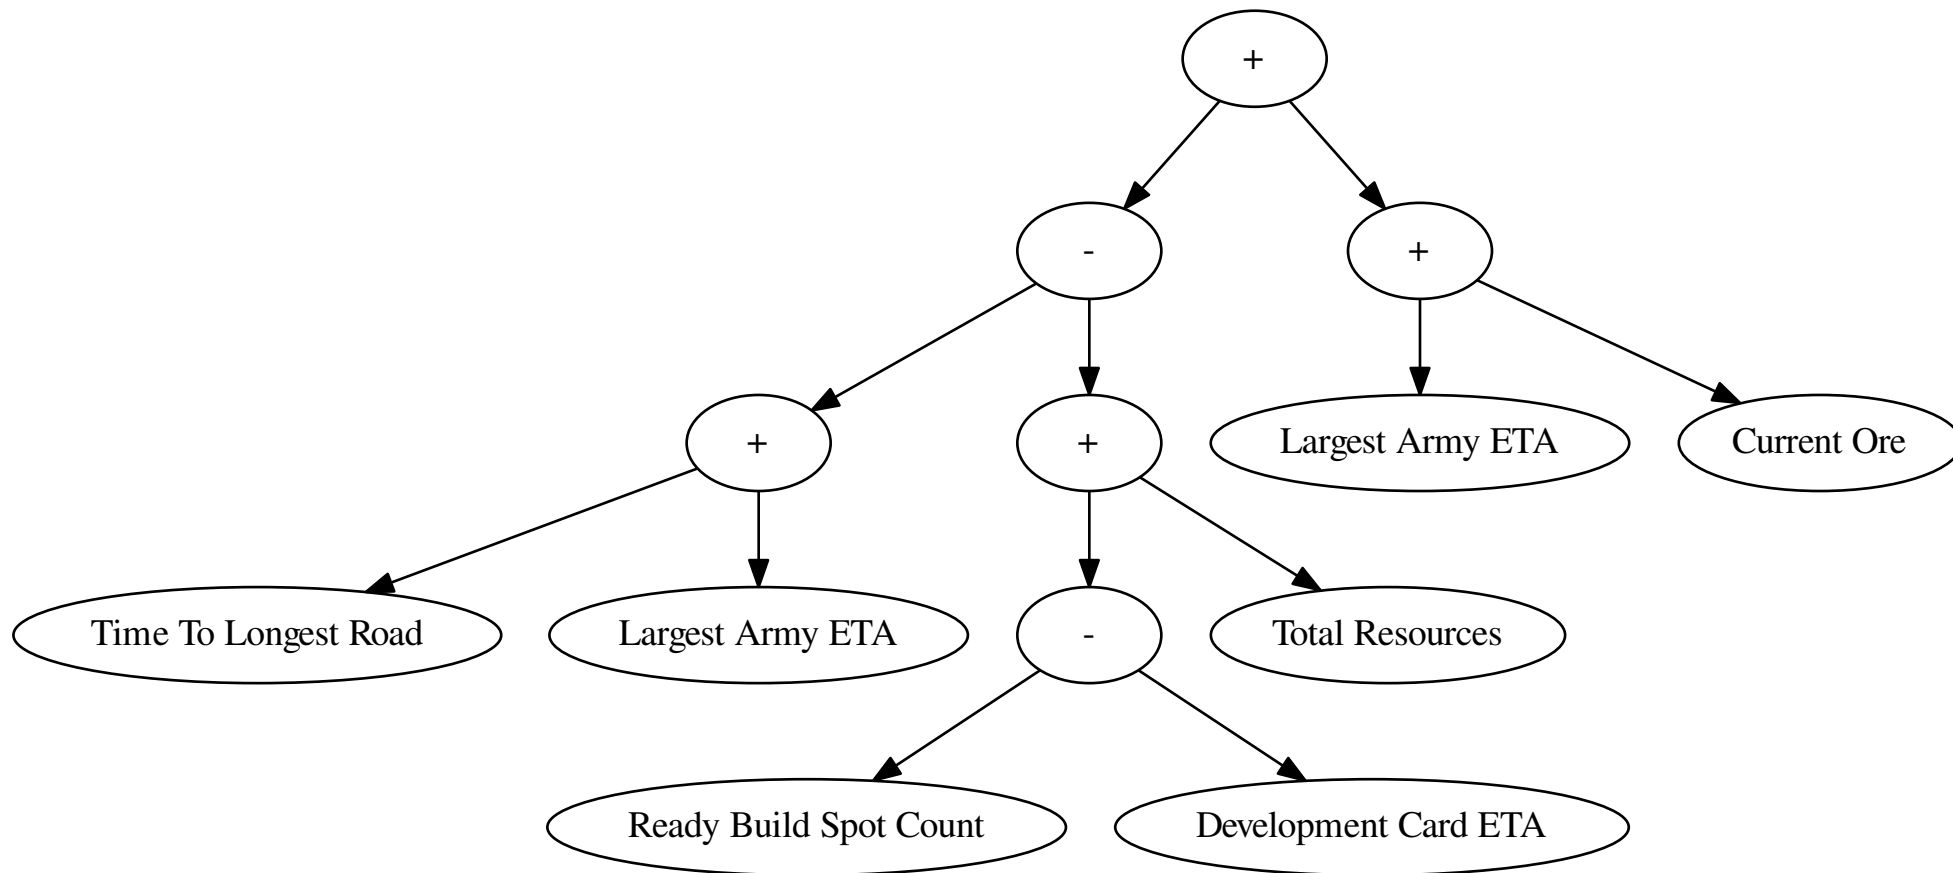 +
-
+
+
+
Largest Army ETA
Current Ore
Time To Longest Road
Largest Army ETA
-
Total Resources
Ready Build Spot Count
Development Card ETA